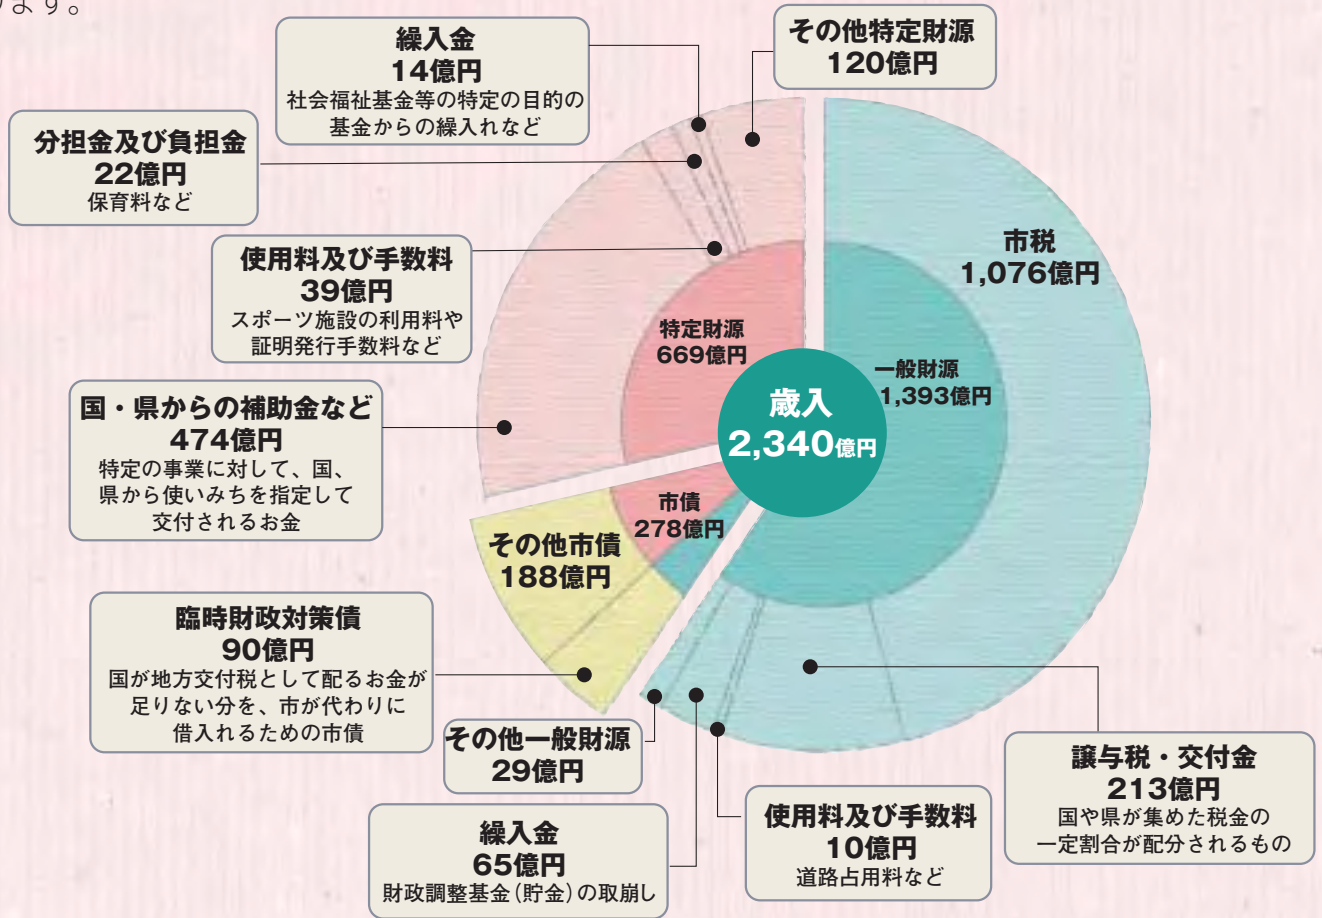 ります。
繰入金
14億円
社会福祉基金等の特定の目的の
基金からの繰入れなど
その他特定財源
120億円
分担金及び負担金
22億円
保育料など
使用料及び手数料
39億円
スポーツ施設の利用料や
証明発行手数料など
国・県からの補助金など
474億円
特定の事業に対して、国、
県から使いみちを指定して
交付されるお金
市税
1,076億円
特定財源
669億円
一般財源
1,393億円
歳入
2,340億円
市債
278億円
その他市債
188億円
臨時財政対策債
90億円
国が地方交付税として配るお金が
足りない分を、市が代わりに
借入れるための市債
その他一般財源
29億円
繰入金
65億円
財政調整基金(貯金)の取崩し
使用料及び手数料
10億円
道路占用料など
譲与税・交付金
213億円
国や県が集めた税金の
一定割合が配分されるもの